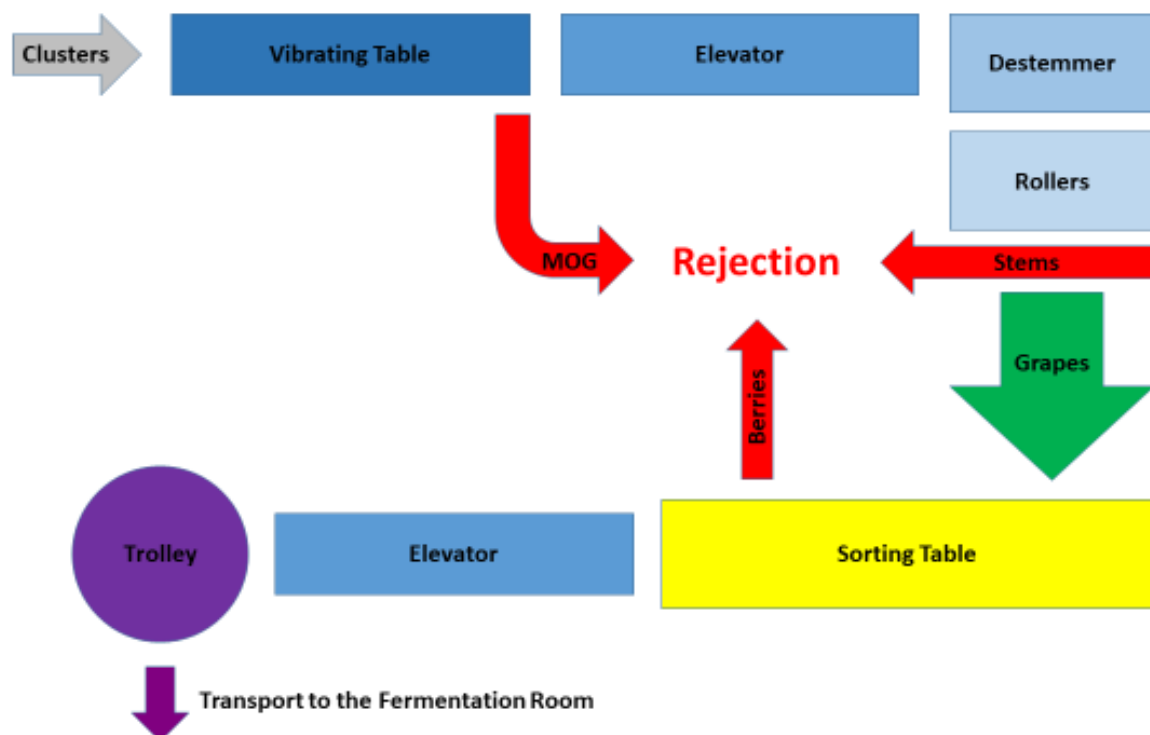 Clusters
Vibrating Table
Elevator
Destemmer
Rollers
MOG
Rejection
Stems
Grapes
Berries
Trolley
Elevator
Sorting Table
Transport to the Fermentation Room